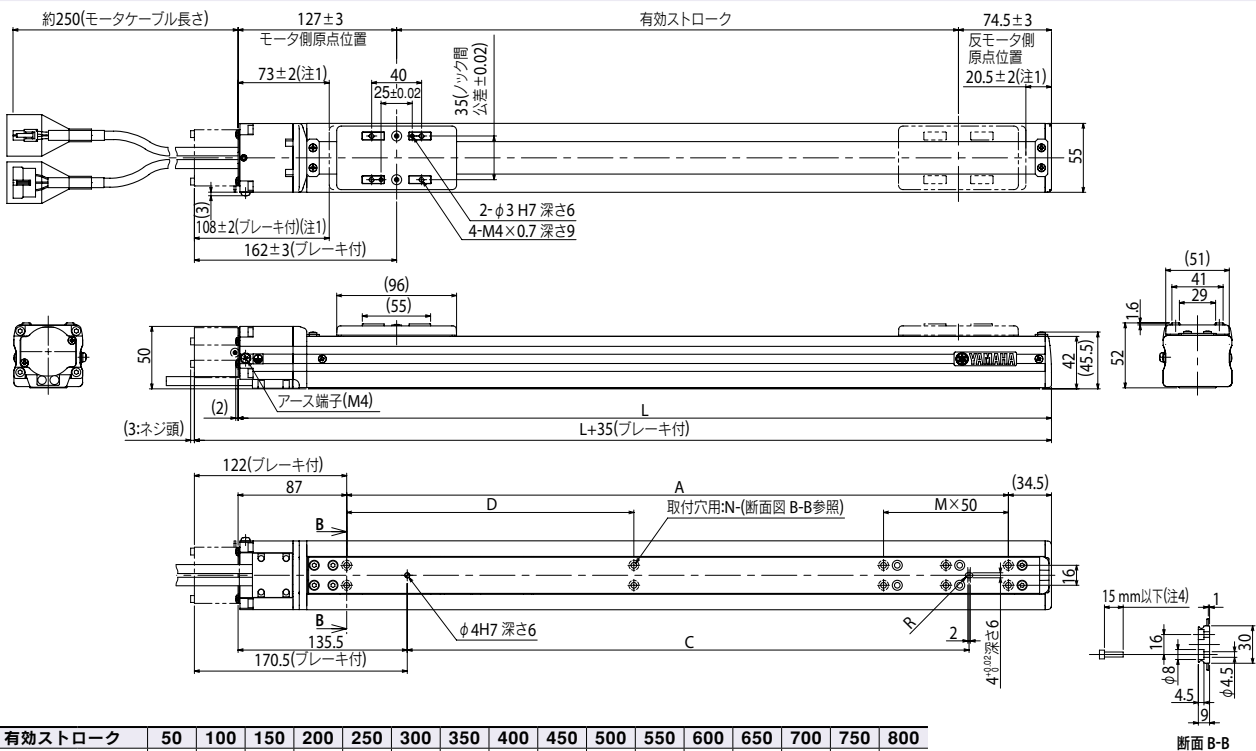 約250(モータケーブル長さ)
127±3
モータ側原点位置
有効ストローク
74.5±3
反モータ側
原点位置
73±2(注1)
40
25±0.02
35(ノック間
公差±0.02)
20.5±2(注1)
55
(3)
108±2(ブレーキ付)(注1)
162±3(ブレーキ付)
2-φ3 H7 深さ6
4-M4×0.7 深さ9
(96)
(55)
(51)
41
29
1.6
52
50
YAMAHA
42
(45.5)
アース端子(M4)
(2)
L
(3:ネジ頭)
L+35(ブレーキ付)
122(ブレーキ付)
87
A
(34.5)
D
取付穴用:N-(断面図 B-B参照)
M×50
B
16
B
φ4H7 深さ6
R
2
135.5
C
170.5(ブレーキ付)
4+0.02 0 深さ6
15 mm以下(注4)
1
16
30
φ8
φ4.5
4.5
9
断面 B-B
有効ストローク 50 100 150 200 250 300 350 400 450 500 550 600 650 700 750 800